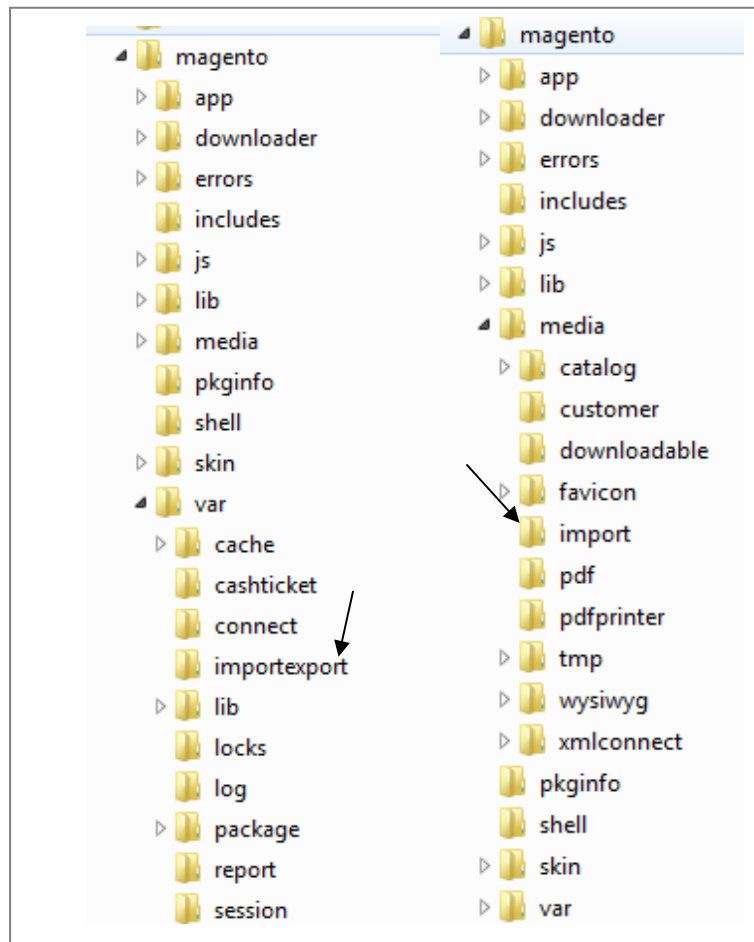 magento
app
downloader
errors
includes
js
lib
media
pkginfo
shell
skin
var
cache
cashticket
connect
importexport
lib
locks
log
package
report
session
magento
app
downloader
errors
includes
js
lib
media
catalog
customer
downloadable
favicon
import
pdf
pdfprinter
tmp
wysiwyg
xmlconnect
pkginfo
shell
skin
var